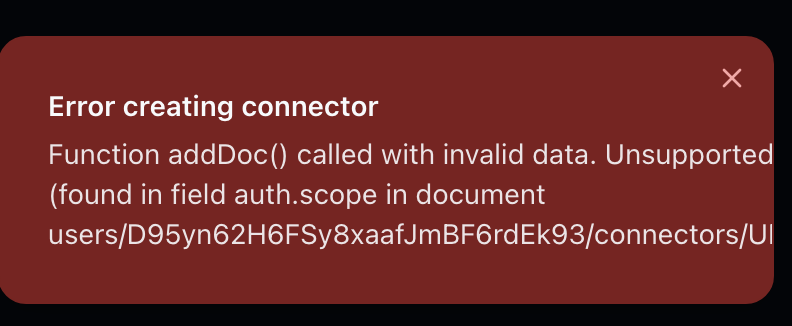 Error creating connector
Function addDoc() called with invalid data. Unsupported
(found in field auth.scope in document
users/D95yn62H6FSy8xaafJmBF6rdEk93/connectors/